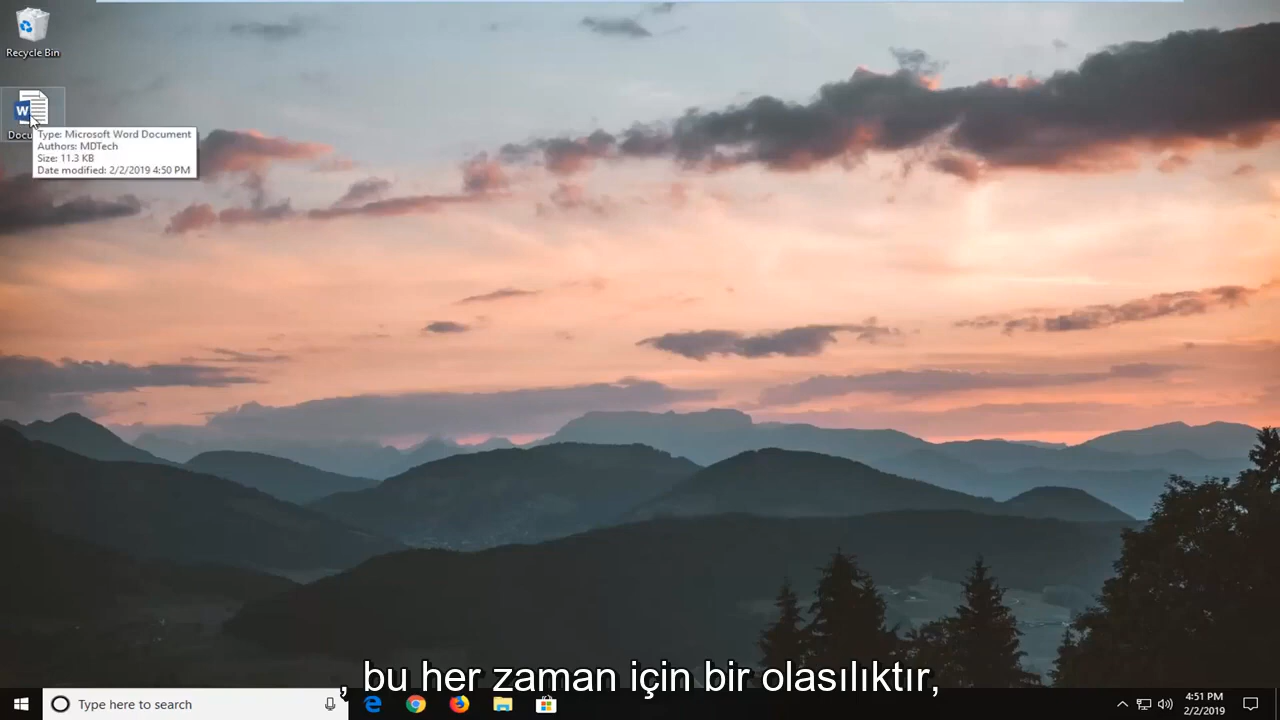 Recycle Bin
Docu
Type: Microsoft Word Document
Authors: MDTech
Size: 11.3 KB
Date modified: 2/2/2019 4:50 PM
, bu her zaman için bir olasılıktır,
Type here to search
4:51 PM
2/2/2019